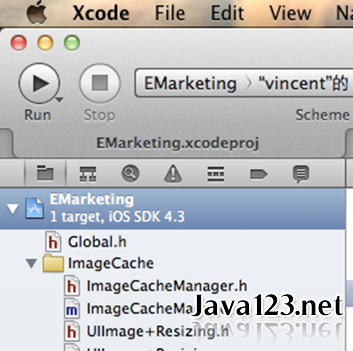 Xcode File Edit View Na
EMarketing 〉 “vincent”的
Run Stop Scheme
EMarketing.xcodeproj
EMarketing
1 target, iOS SDK 4.3
Global.h
ImageCache
ImageCacheManager.h
ImageCacheMa
UIImage+Resizing.h
Java123.net